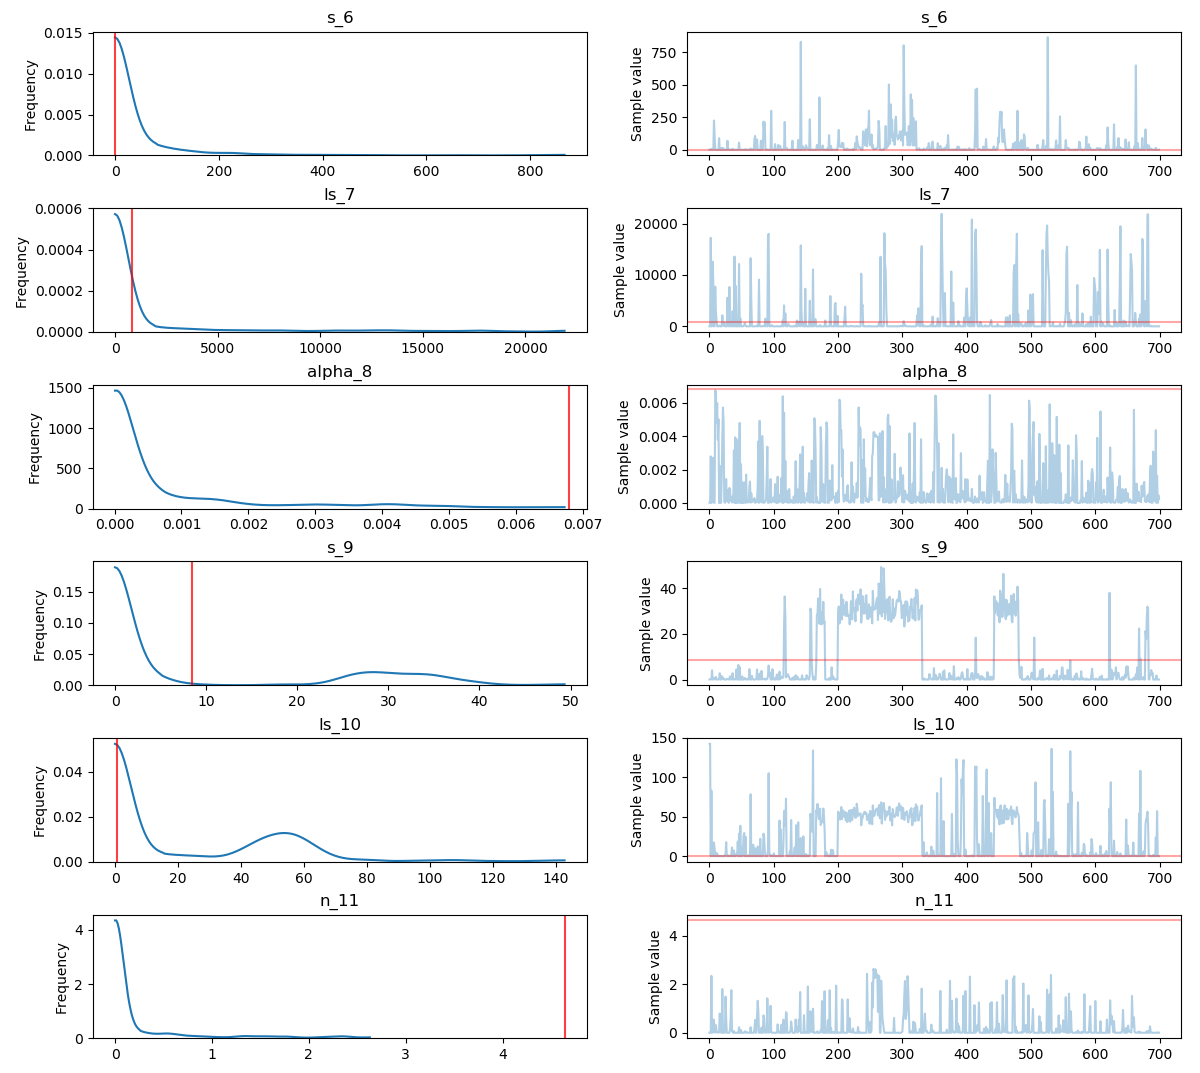 s_6
s_6
Frequency
0.015
0.010
0.005
0.000
0 200 400 600 800
Sample value
750
500
250
0
0 100 200 300 400 500 600 700
ls_7
ls_7
Frequency
0.0006
0.0004
0.0002
0.0000
0 5000 10000 15000 20000
Sample value
20000
10000
0
0 100 200 300 400 500 600 700
alpha_8
alpha_8
Frequency
1500
1000
500
0
0.000 0.001 0.002 0.003 0.004 0.005 0.006 0.007
Sample value
0.006
0.004
0.002
0.000
0 100 200 300 400 500 600 700
s_9
s_9
Frequency
0.15
0.10
0.05
0.00
0 10 20 30 40 50
Sample value
40
20
0
0 100 200 300 400 500 600 700
ls_10
ls_10
Frequency
0.04
0.02
0.00
0 20 40 60 80 100 120 140
Sample value
150
100
50
0
0 100 200 300 400 500 600 700
n_11
n_11
Frequency
4
2
0
0 1 2 3 4
Sample value
4
2
0
0 100 200 300 400 500 600 700